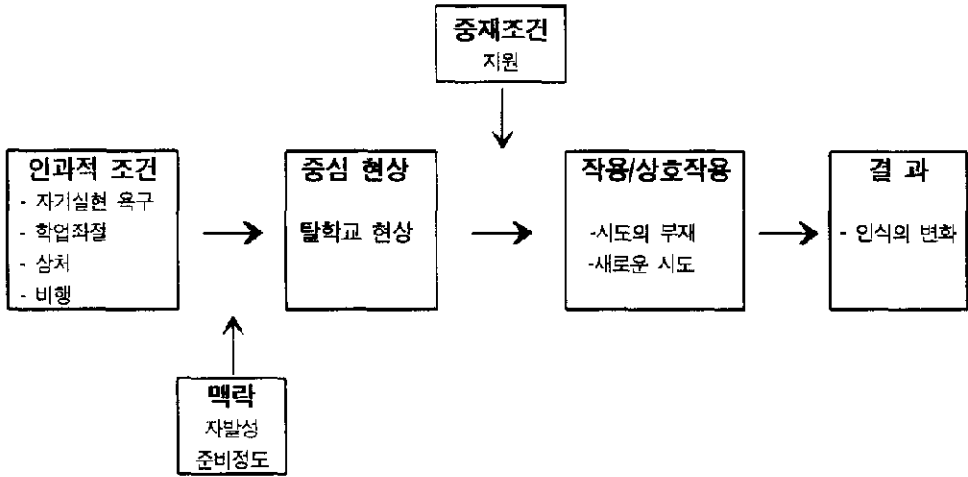 중재조건
지원
인과적 조건
- 자기실현 욕구
- 학업좌절
- 상처
- 비행
중심 현상
탈학교 현상
작용/상호작용
-시도의 부재
-새로운 시도
결 과
- 인식의 변화
맥락
자발성
준비정도